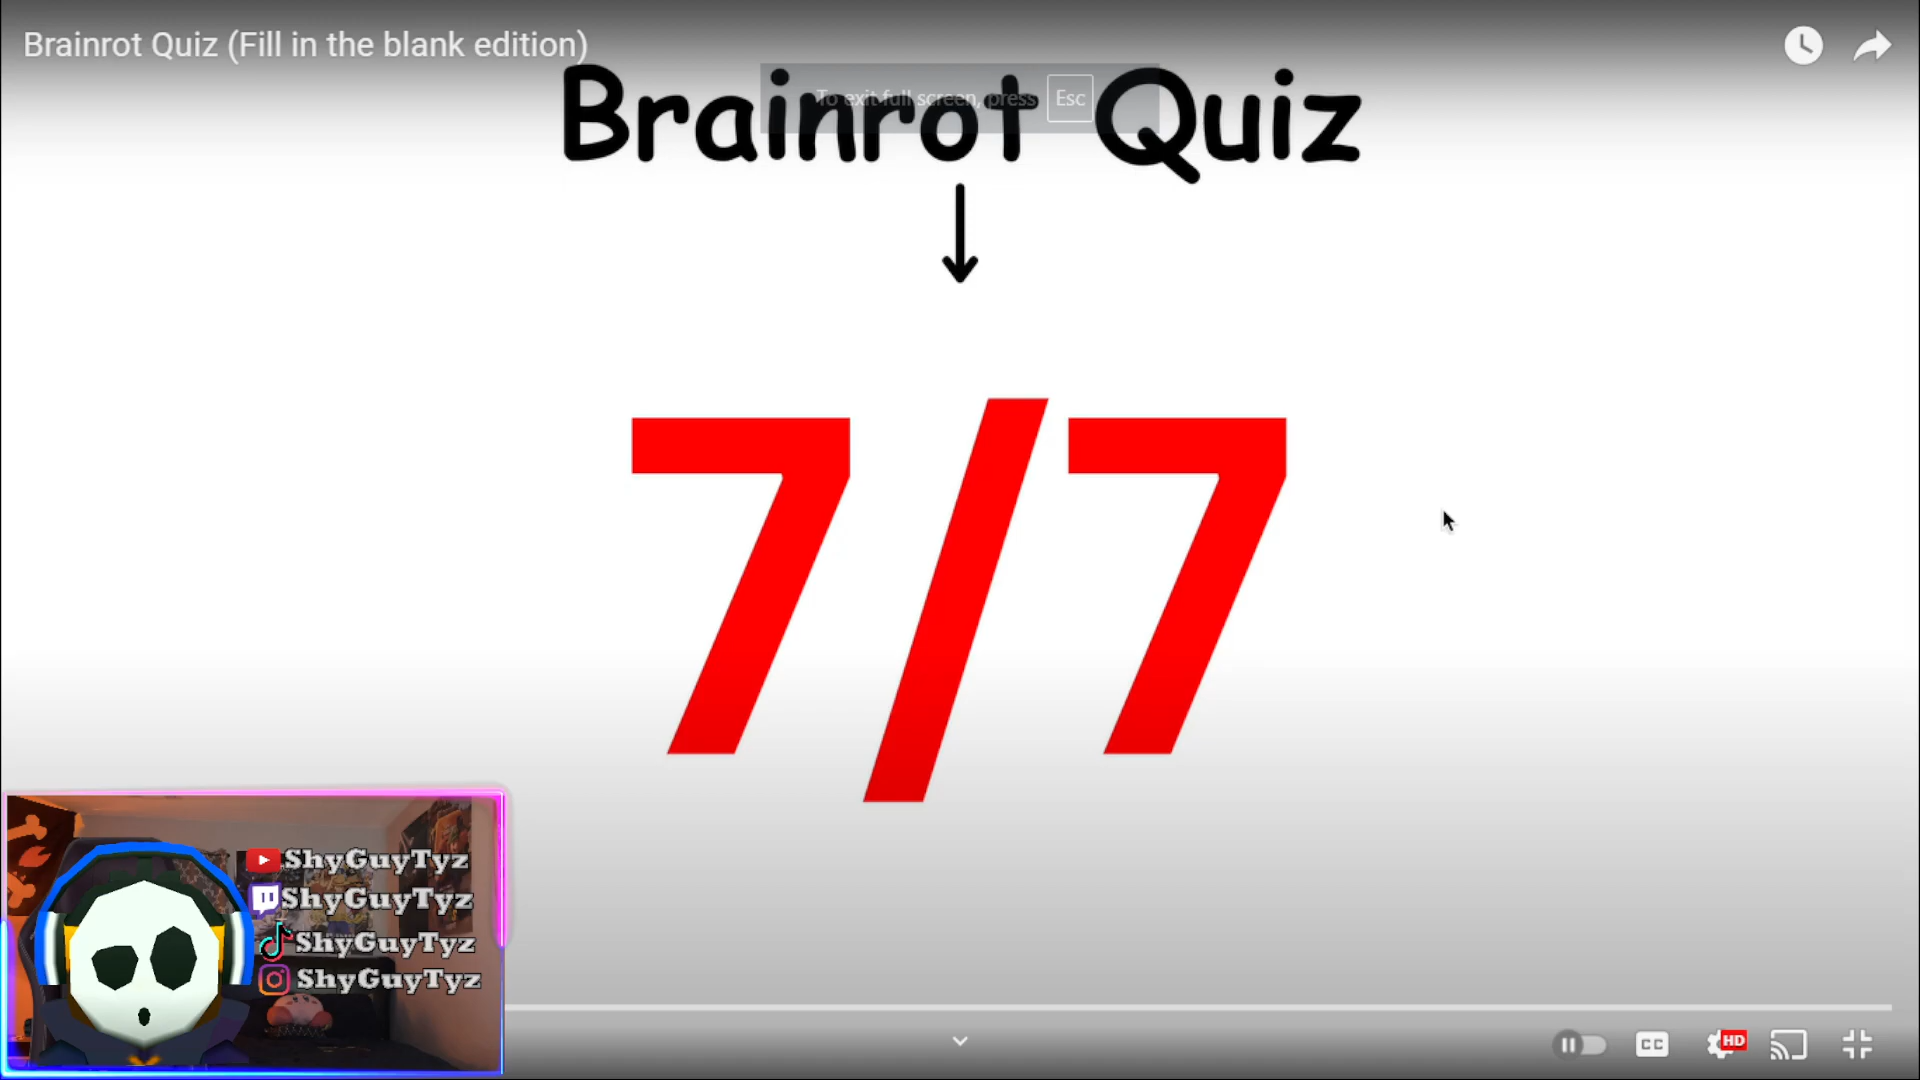 Brainrot Quiz (Fill in the blank edition)
To exit full screen, press Esc
Brainrot Quiz
7/7
ShyGuyTyz
ShyGuyTyz
ShyGuyTyz
ShyGuyTyz
CC
HD